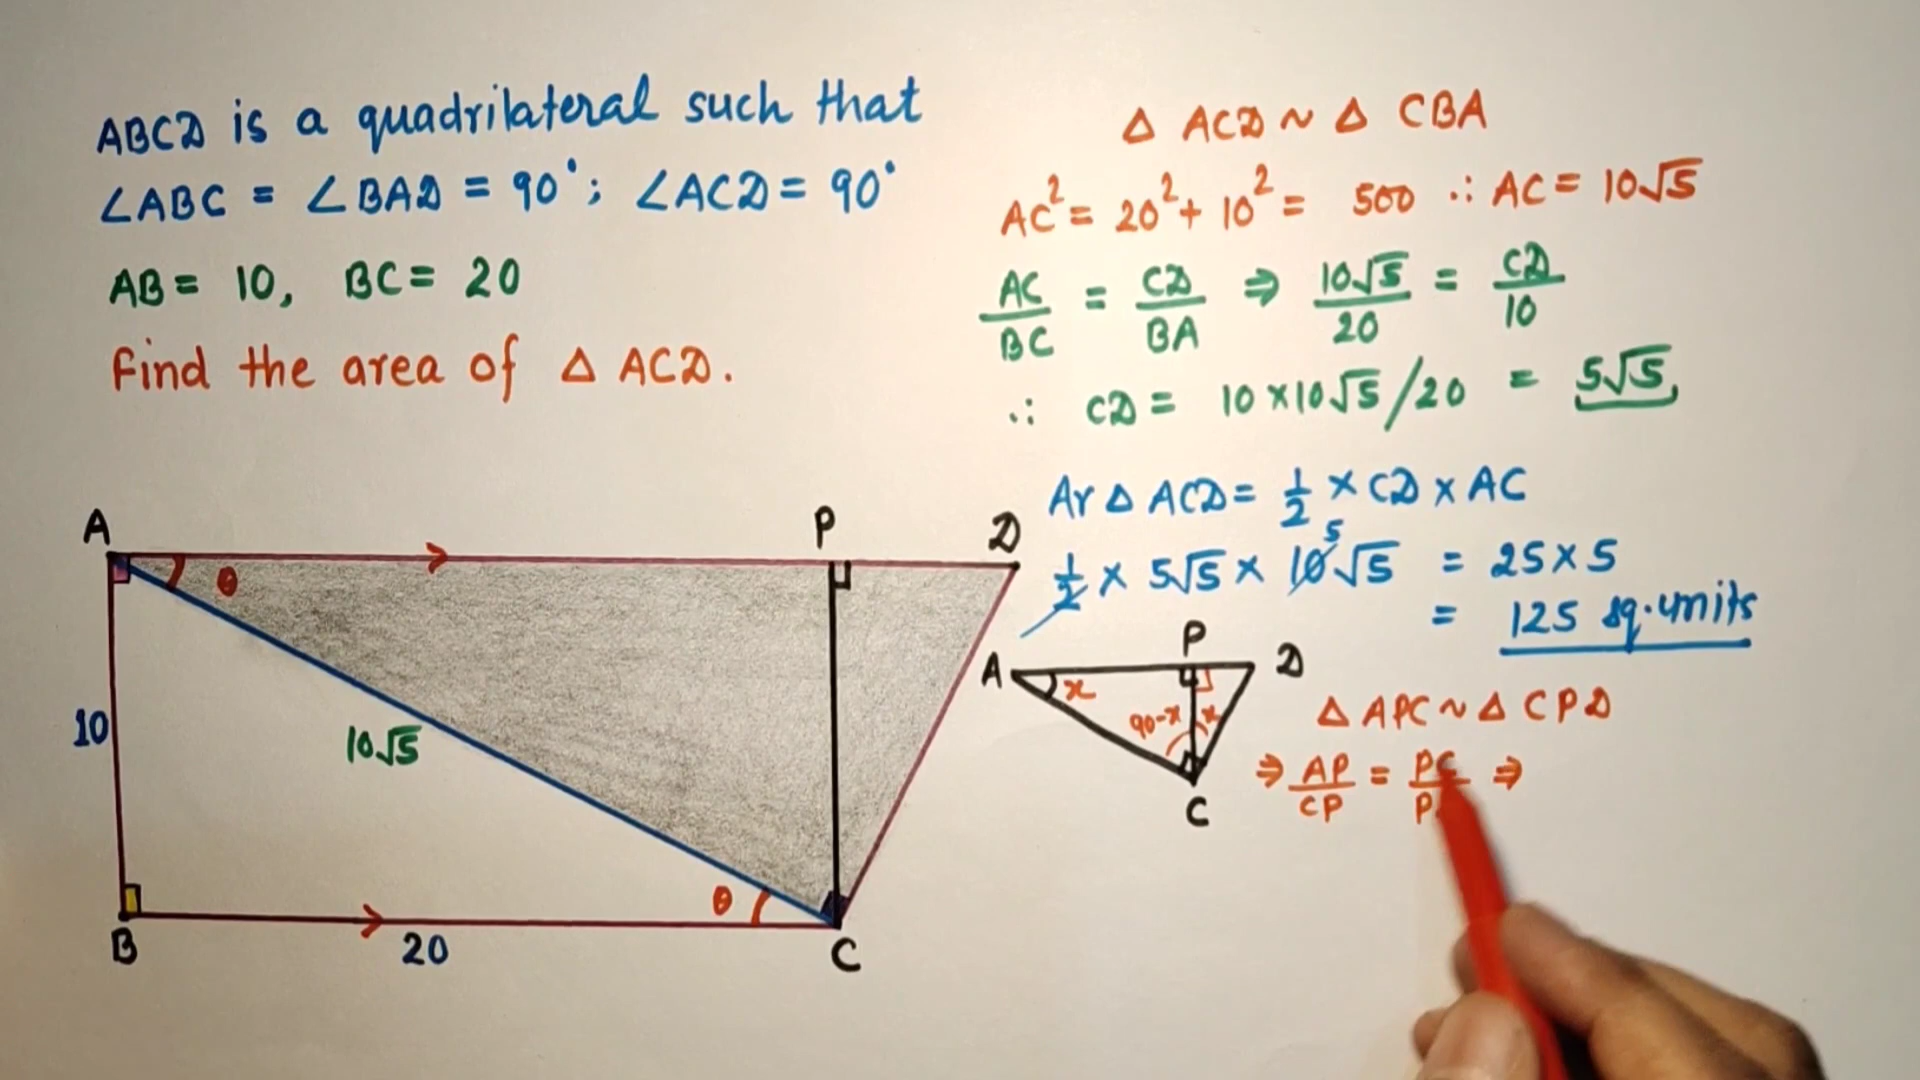 ABCD is a quadrilateral such that
∠ABC = ∠BAD = 90°; ∠ACD = 90°
AB = 10, BC = 20
Find the area of △ ACD.
△ ACD ~ △ CBA
AC² = 20² + 10² = 500 ∴ AC = 10√5
AC/BC = CD/BA ⇒ 10√5/20 = CD/10
∴ CD = 10 × 10√5/20 = 5√5
Ar △ ACD = 1/2 × CD × AC
1/2 × 5√5 × 10√5 = 25 × 5
5
= 125 sq. units
A P D
θ
10
10√5
θ
B 20 C
P
A D
x
90-x x
C
△ APC ~ △ CPD
⇒ AP/CP = PC/P ⇒